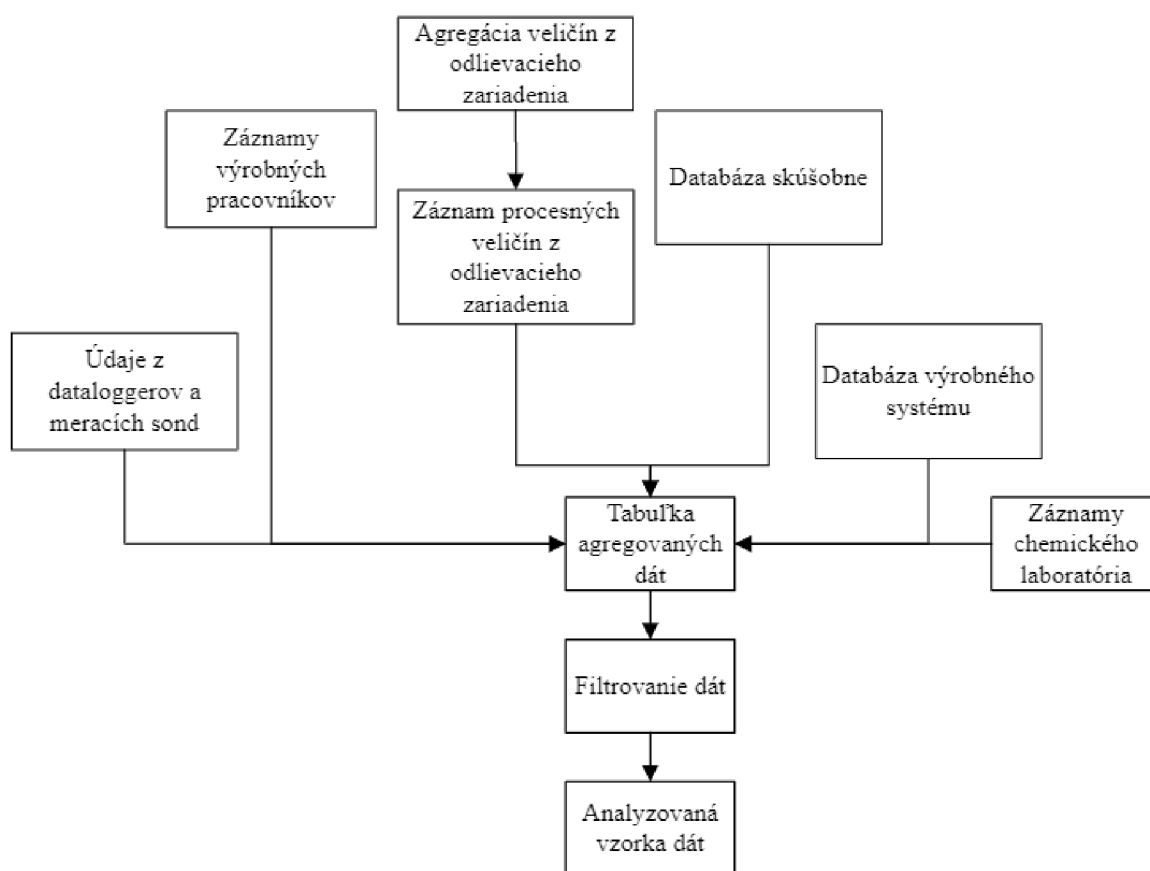 Agregácia veličín z
odlievacieho
zariadenia
Záznamy
výrobných
pracovníkov
Záznam procesných
veličín z
odlievacieho
zariadenia
Databáza skúšobne
Údaje z
dataloggerov a
meracích sond
Databáza výrobného
systému
Tabuľka
agregovaných
dát
Záznamy
chemického
laboratória
Filtrovanie dát
Analyzovaná
vzorka dát